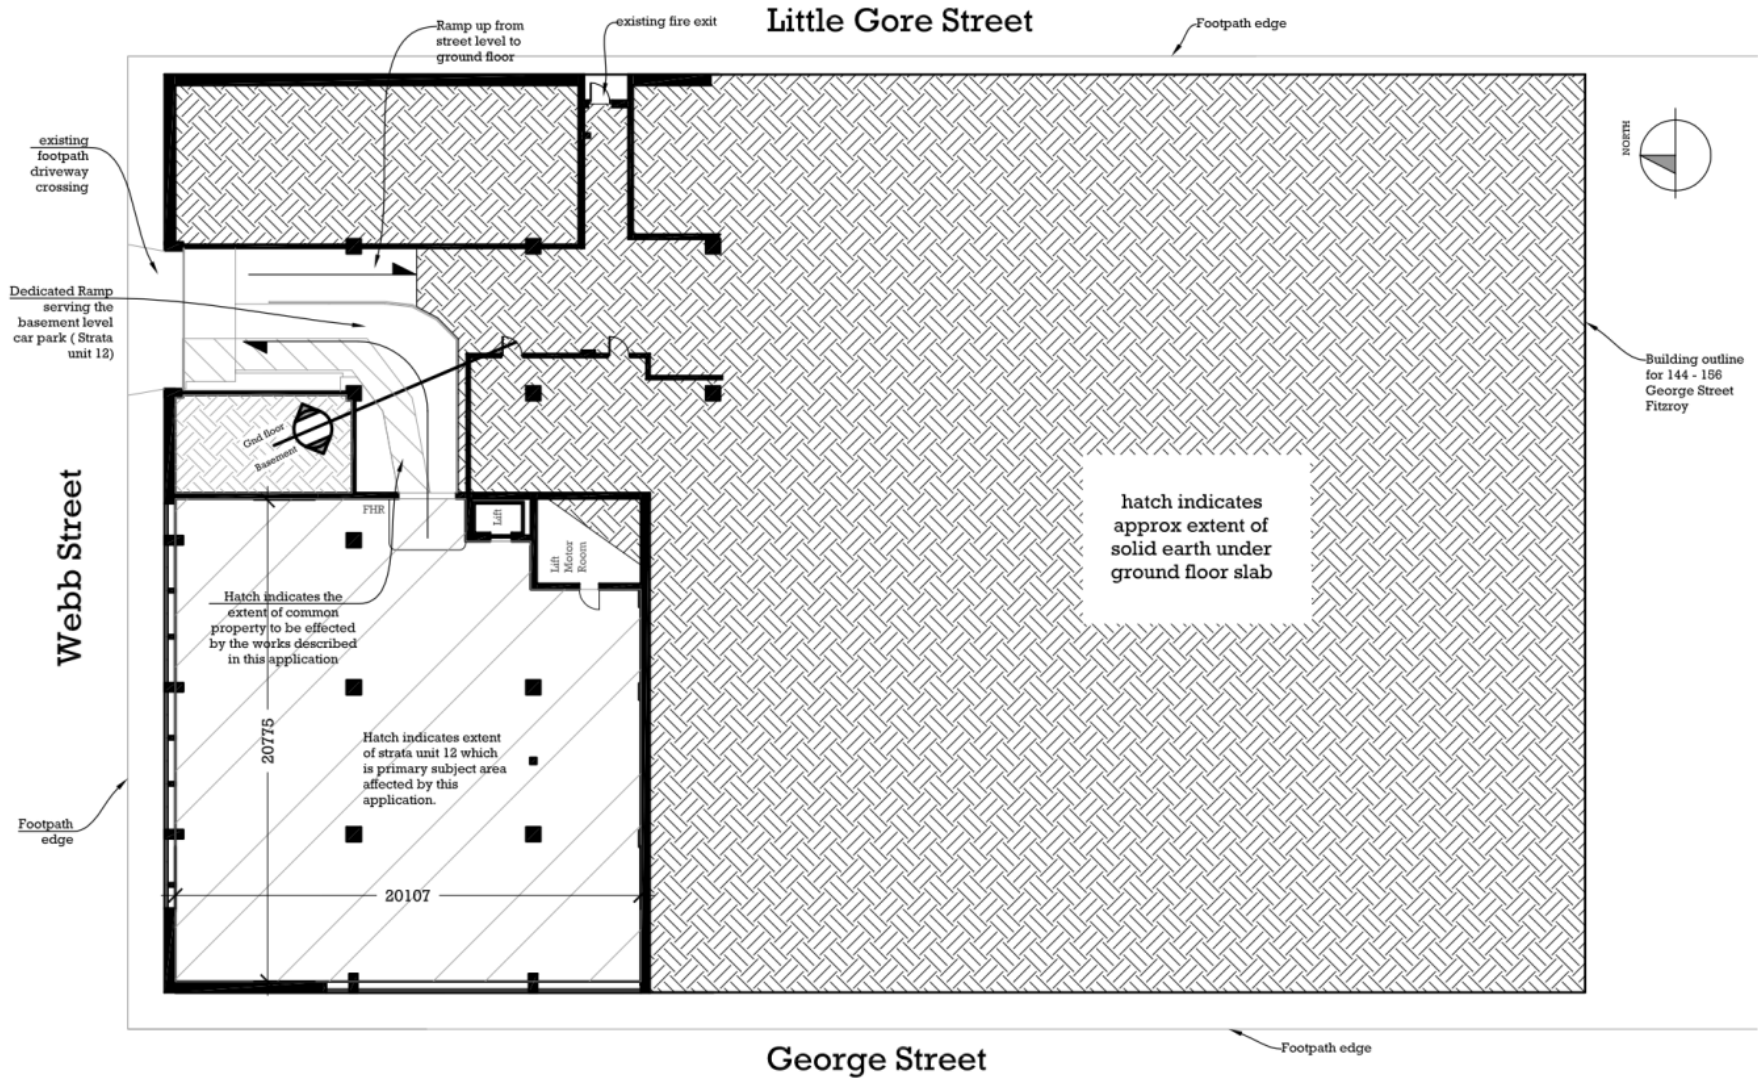 Little Gore Street
Ramp up from
street level to
ground floor
existing fire exit
Footpath edge
existing
footpath
driveway
crossing
NORTH
Dedicated Ramp
serving the
basement level
car park ( Strata
unit 12)
Building outline
for 144 - 156
George Street
Fitzroy
Gnd floor
Basement
Webb Street
FHR
Lift
Lift
Motor
Room
hatch indicates
approx extent of
solid earth under
ground floor slab
Hatch indicates the
extent of common
property to be effected
by the works described
in this application
20775
Hatch indicates extent
of strata unit 12 which
is primary subject area
affected by this
application.
Footpath
edge
20107
George Street
Footpath edge